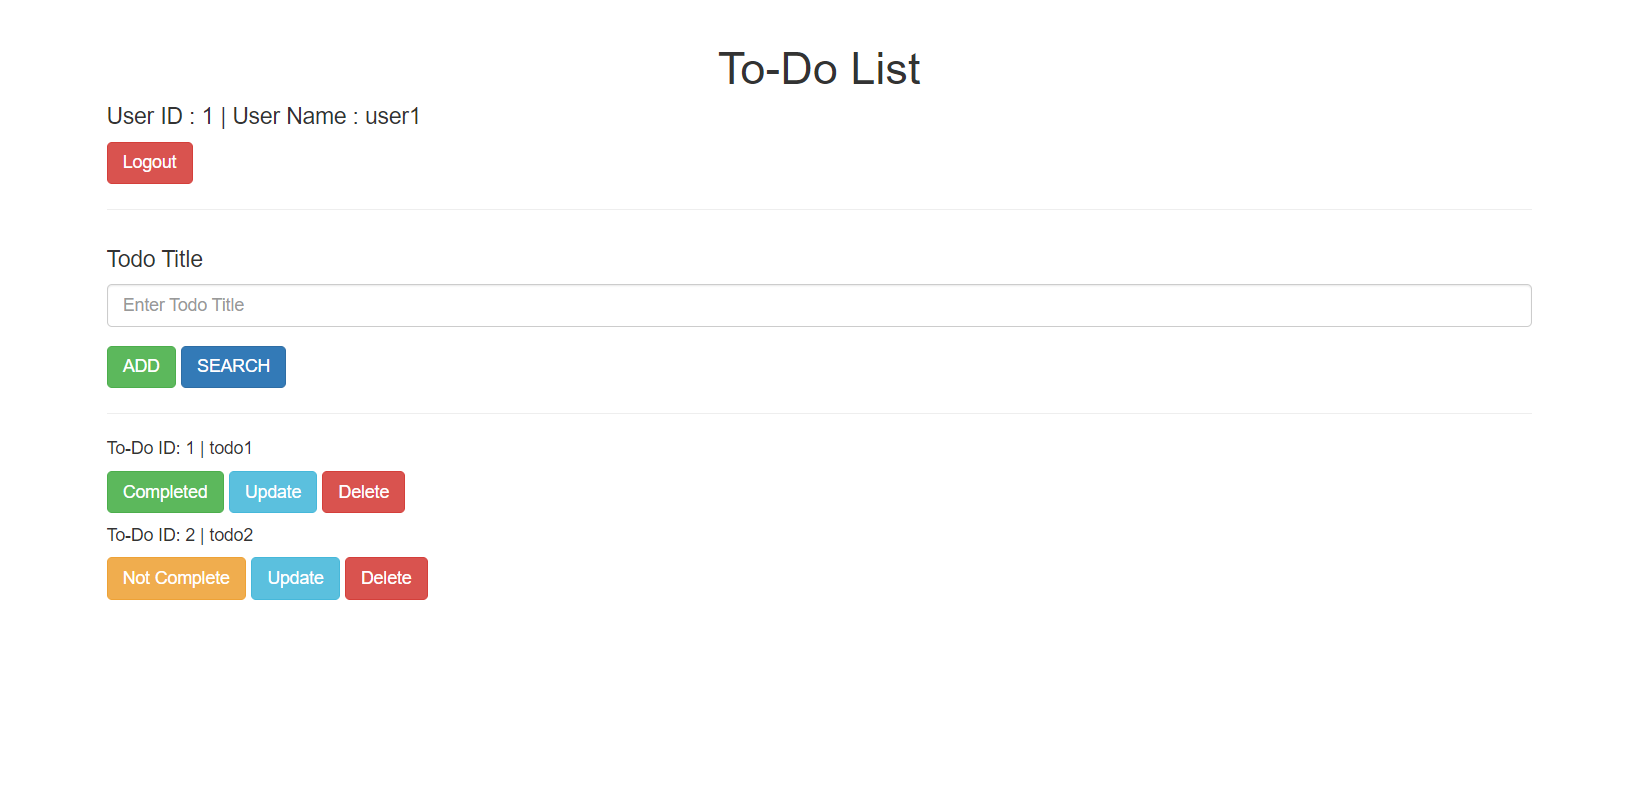 To-Do List
User ID : 1 | User Name : user1
Logout
Todo Title
Enter Todo Title
ADD SEARCH
To-Do ID: 1 | todo1
Completed Update Delete
To-Do ID: 2 | todo2
Not Complete Update Delete